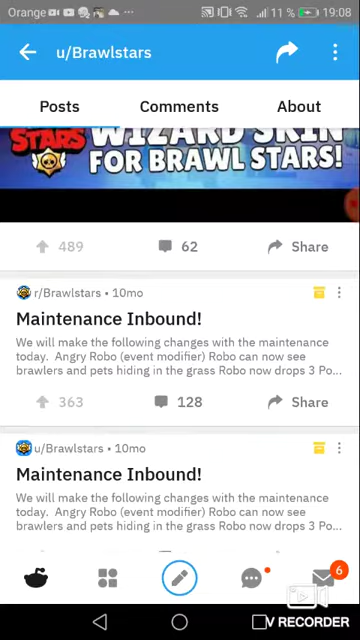 Orange 11 % 19:08
u/Brawlstars
Posts Comments About
STARS WIZARD SKIN
FOR BRAWL STARS!
489 62 Share
r/Brawlstars • 10mo
Maintenance Inbound!
We will make the following changes with the maintenance
today. Angry Robo (event modifier) Robo can now see
brawlers and pets hiding in the grass Robo now drops 3 Po...
363 128 Share
u/Brawlstars • 10mo
Maintenance Inbound!
We will make the following changes with the maintenance
today. Angry Robo (event modifier) Robo can now see
brawlers and pets hiding in the grass Robo now drops 3 Po...
6
V RECORDER